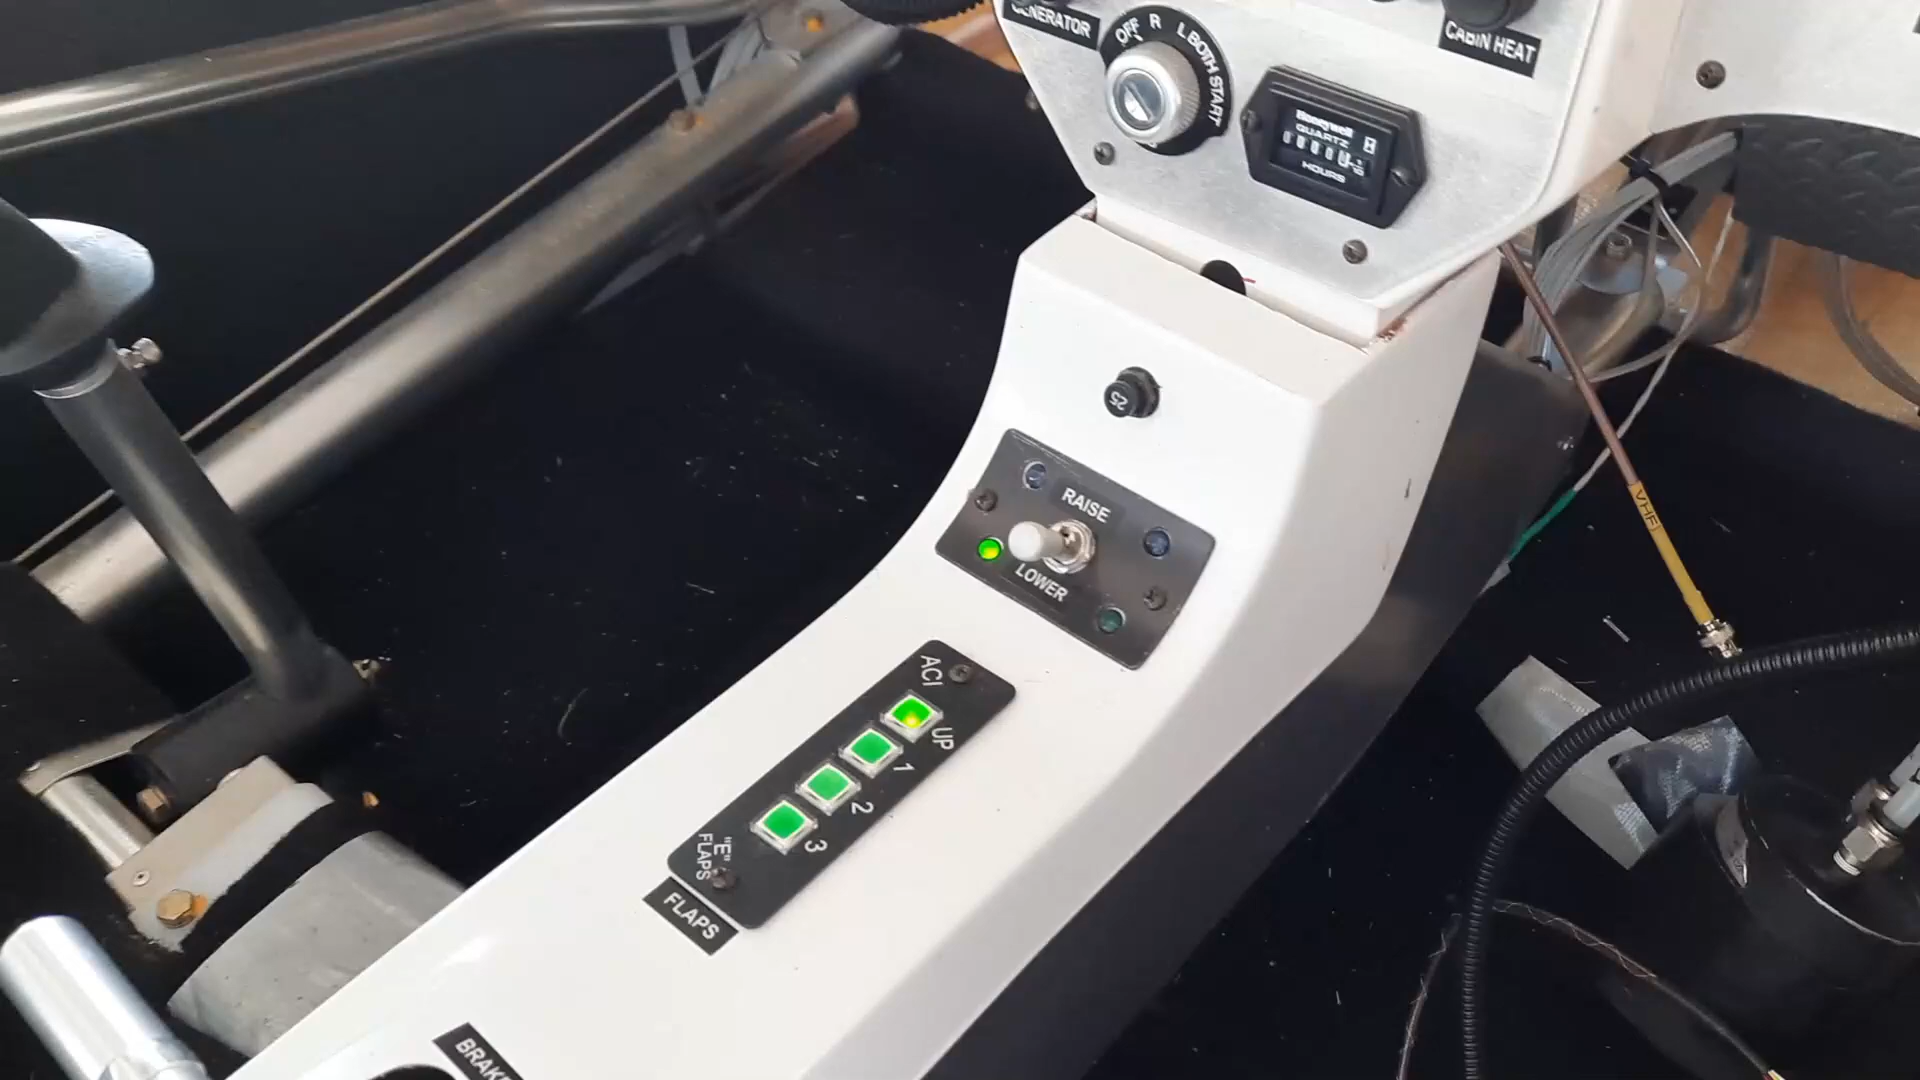 GENERATOR
OFF R L BOTH START
CABIN HEAT
Honeywell
QUARTZ
HOURS
25
RAISE
LOWER
VHF
ACI
UP
1
2
3
"E"
FLAPS
FLAPS